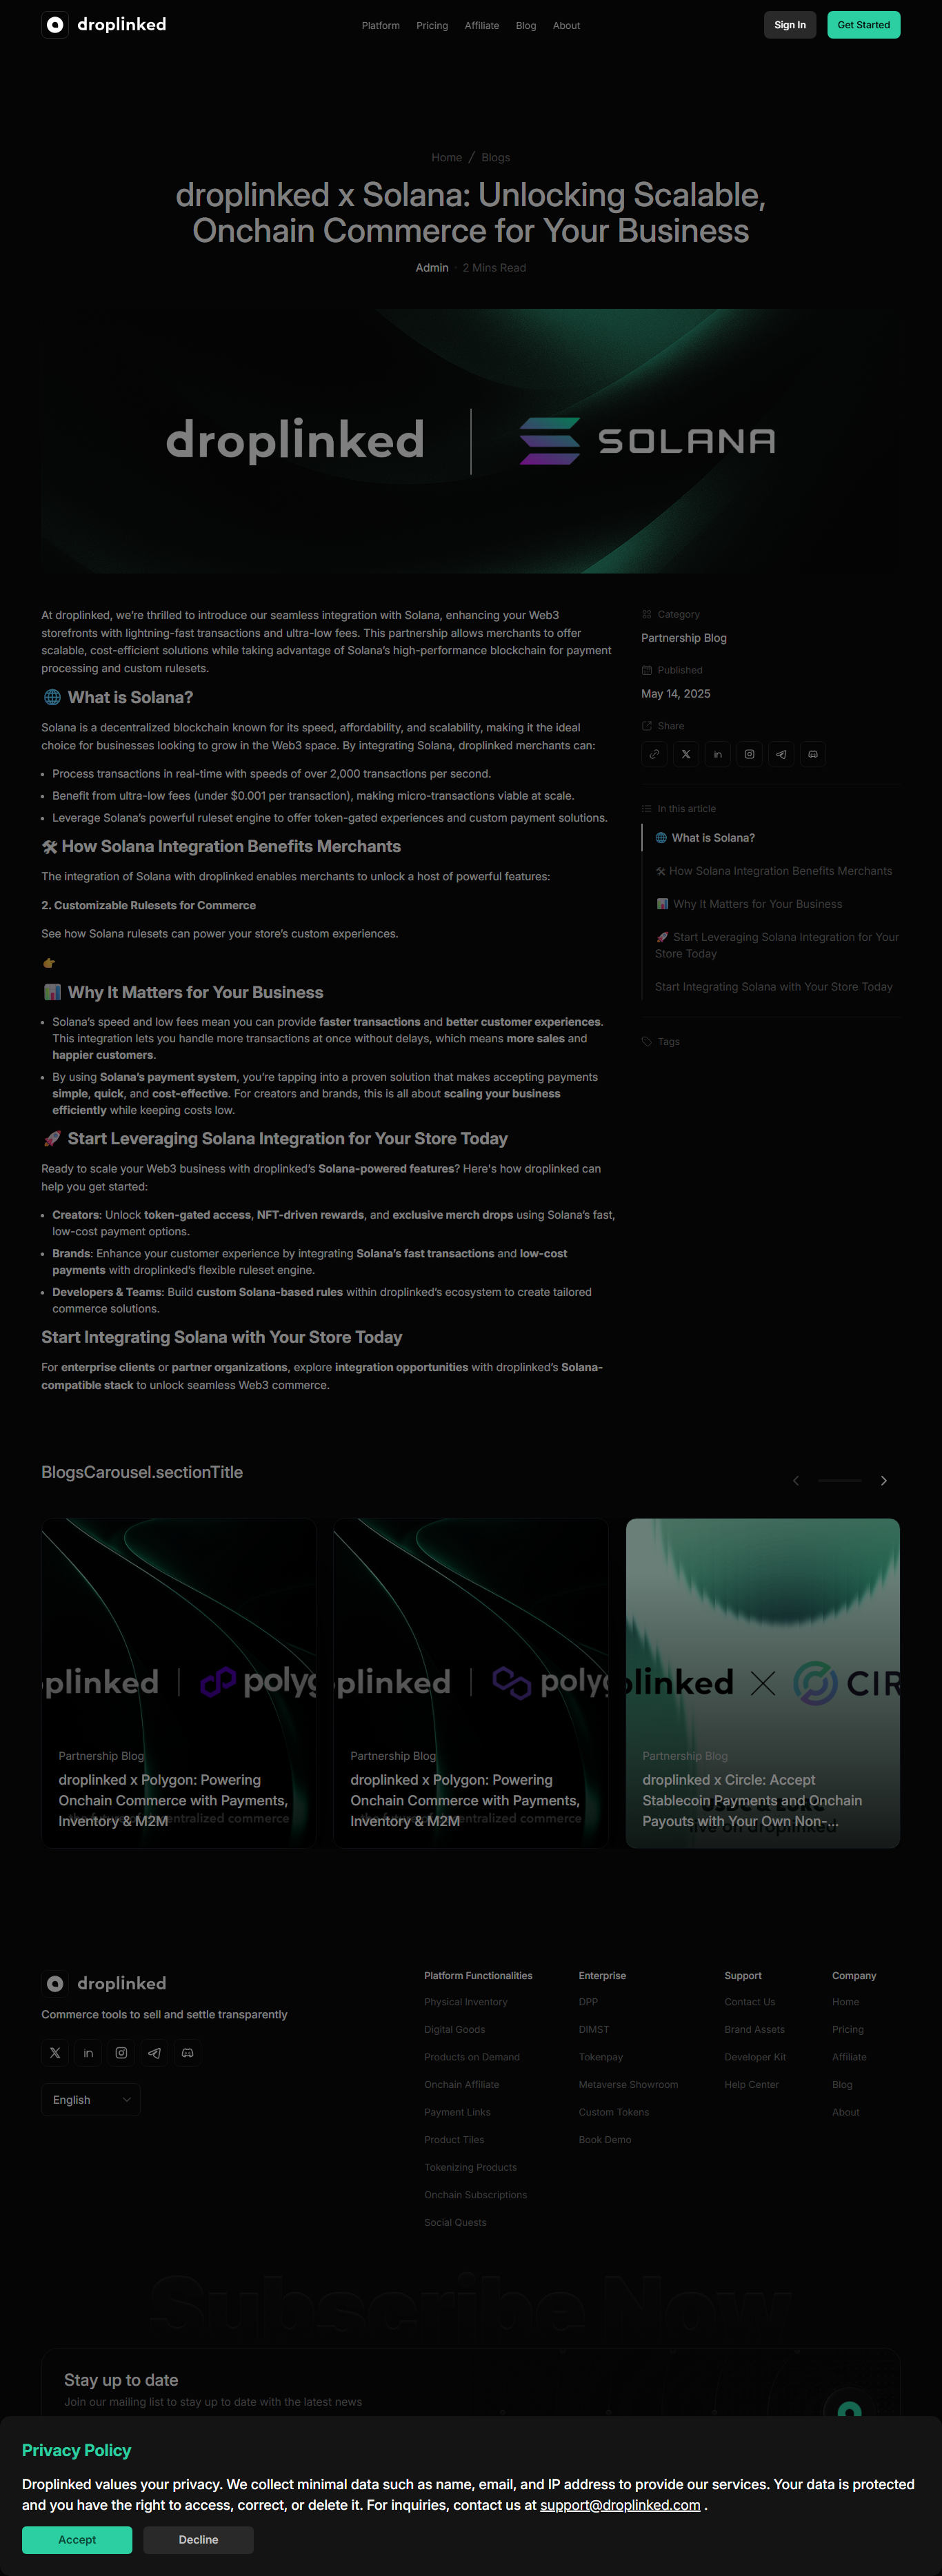 droplinked
Platform Pricing Affiliate Blog About
Sign In Get Started
Home / Blogs
droplinked x Solana: Unlocking Scalable,
Onchain Commerce for Your Business
Admin · 2 Mins Read
droplinked | SOLANA
At droplinked, we're thrilled to introduce our seamless integration with Solana, enhancing your Web3
storefronts with lightning-fast transactions and ultra-low fees. This partnership allows merchants to offer
scalable, cost-efficient solutions while taking advantage of Solana's high-performance blockchain for payment
processing and custom rulesets.
🌐 What is Solana?
Solana is a decentralized blockchain known for its speed, affordability, and scalability, making it the ideal
choice for businesses looking to grow in the Web3 space. By integrating Solana, droplinked merchants can:
• Process transactions in real-time with speeds of over 2,000 transactions per second.
• Benefit from ultra-low fees (under $0.001 per transaction), making micro-transactions viable at scale.
• Leverage Solana's powerful ruleset engine to offer token-gated experiences and custom payment solutions.
🛠 How Solana Integration Benefits Merchants
The integration of Solana with droplinked enables merchants to unlock a host of powerful features:
2. Customizable Rulesets for Commerce
See how Solana rulesets can power your store's custom experiences.
👉
📊 Why It Matters for Your Business
• Solana's speed and low fees mean you can provide faster transactions and better customer experiences.
This integration lets you handle more transactions at once without delays, which means more sales and
happier customers.
• By using Solana's payment system, you're tapping into a proven solution that makes accepting payments
simple, quick, and cost-effective. For creators and brands, this is all about scaling your business
efficiently while keeping costs low.
🚀 Start Leveraging Solana Integration for Your Store Today
Ready to scale your Web3 business with droplinked's Solana-powered features? Here's how droplinked can
help you get started:
• Creators: Unlock token-gated access, NFT-driven rewards, and exclusive merch drops using Solana's fast,
low-cost payment options.
• Brands: Enhance your customer experience by integrating Solana's fast transactions and low-cost
payments with droplinked's flexible ruleset engine.
• Developers & Teams: Build custom Solana-based rules within droplinked's ecosystem to create tailored
commerce solutions.
Start Integrating Solana with Your Store Today
For enterprise clients or partner organizations, explore integration opportunities with droplinked's Solana-
compatible stack to unlock seamless Web3 commerce.
Category
Partnership Blog
Published
May 14, 2025
Share
In this article
🌐 What is Solana?
🛠 How Solana Integration Benefits Merchants
📊 Why It Matters for Your Business
🚀 Start Leveraging Solana Integration for Your
Store Today
Start Integrating Solana with Your Store Today
Tags
BlogsCarousel.sectionTitle
plinked | polyg
Partnership Blog
droplinked x Polygon: Powering
Onchain Commerce with Payments,
Inventory & M2M
the future of decentralized commerce
plinked | polyg
Partnership Blog
droplinked x Polygon: Powering
Onchain Commerce with Payments,
Inventory & M2M
the future of decentralized commerce
plinked CIR
Partnership Blog
droplinked x Circle: Accept
Stablecoin Payments and Onchain
Payouts with Your Own Non-...
USDC & EURC
live on droplinked
droplinked
Commerce tools to sell and settle transparently
English
Platform Functionalities
Physical Inventory
Digital Goods
Products on Demand
Onchain Affiliate
Payment Links
Product Tiles
Tokenizing Products
Onchain Subscriptions
Social Quests
Enterprise
DPP
DIMST
Tokenpay
Metaverse Showroom
Custom Tokens
Book Demo
Support
Contact Us
Brand Assets
Developer Kit
Help Center
Company
Home
Pricing
Affiliate
Blog
About
Subscribe Now
Stay up to date
Join our mailing list to stay up to date with the latest news
Privacy Policy
Droplinked values your privacy. We collect minimal data such as name, email, and IP address to provide our services. Your data is protected
and you have the right to access, correct, or delete it. For inquiries, contact us at support@droplinked.com .
Accept Decline